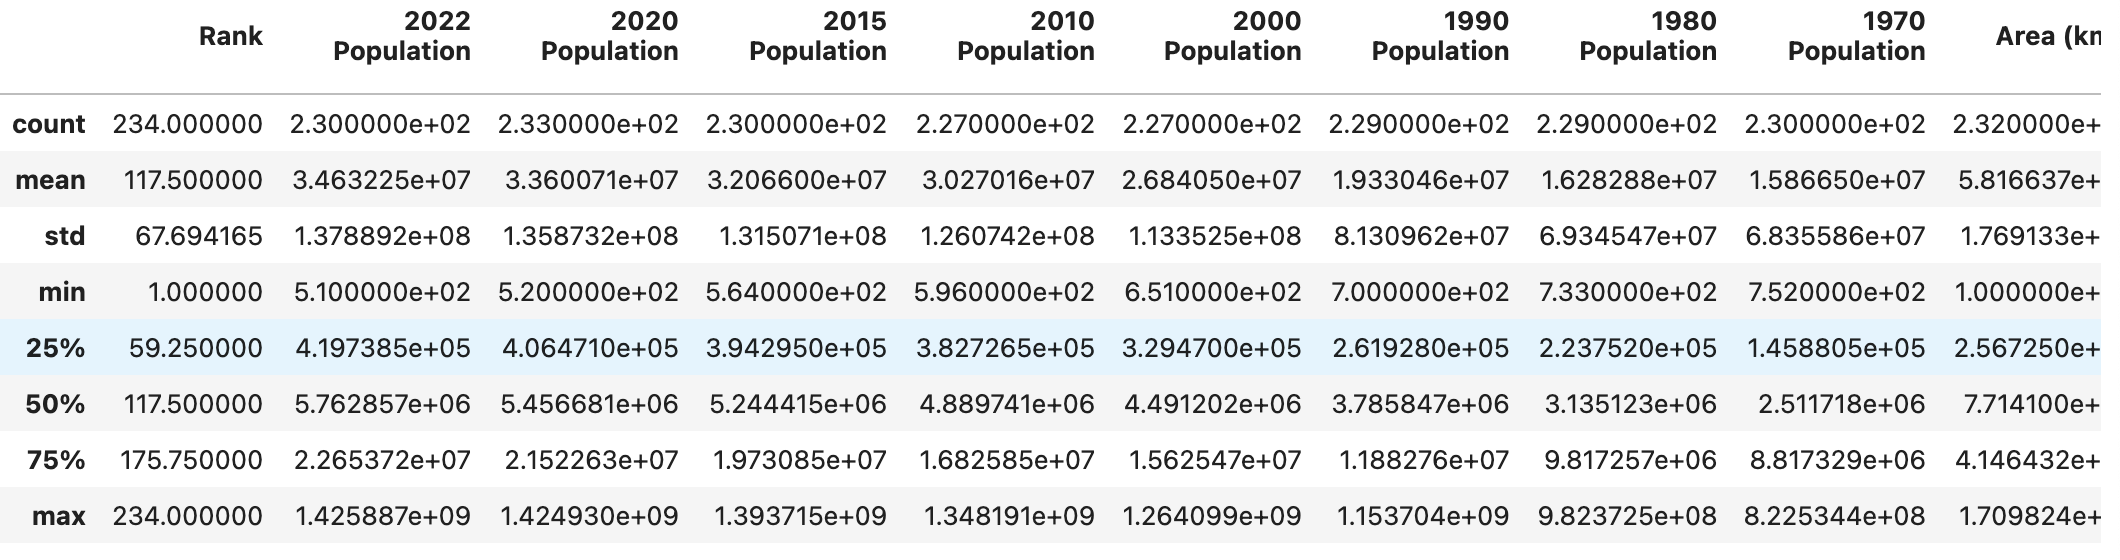 Rank 2022 Population 2020 Population 2015 Population 2010 Population 2000 Population 1990 Population 1980 Population 1970 Population Area (km
count 234.000000 2.300000e+02 2.330000e+02 2.300000e+02 2.270000e+02 2.270000e+02 2.290000e+02 2.290000e+02 2.300000e+02 2.320000e+
mean 117.500000 3.463225e+07 3.360071e+07 3.206600e+07 3.027016e+07 2.684050e+07 1.933046e+07 1.628288e+07 1.586650e+07 5.816637e+
std 67.694165 1.378892e+08 1.358732e+08 1.315071e+08 1.260742e+08 1.133525e+08 8.130962e+07 6.934547e+07 6.835586e+07 1.769133e+
min 1.000000 5.100000e+02 5.200000e+02 5.640000e+02 5.960000e+02 6.510000e+02 7.000000e+02 7.330000e+02 7.520000e+02 1.000000e+
25% 59.250000 4.197385e+05 4.064710e+05 3.942950e+05 3.827265e+05 3.294700e+05 2.619280e+05 2.237520e+05 1.458805e+05 2.567250e+
50% 117.500000 5.762857e+06 5.456681e+06 5.244415e+06 4.889741e+06 4.491202e+06 3.785847e+06 3.135123e+06 2.511718e+06 7.714100e+
75% 175.750000 2.265372e+07 2.152263e+07 1.973085e+07 1.682585e+07 1.562547e+07 1.188276e+07 9.817257e+06 8.817329e+06 4.146432e+
max 234.000000 1.425887e+09 1.424930e+09 1.393715e+09 1.348191e+09 1.264099e+09 1.153704e+09 9.823725e+08 8.225344e+08 1.709824e+